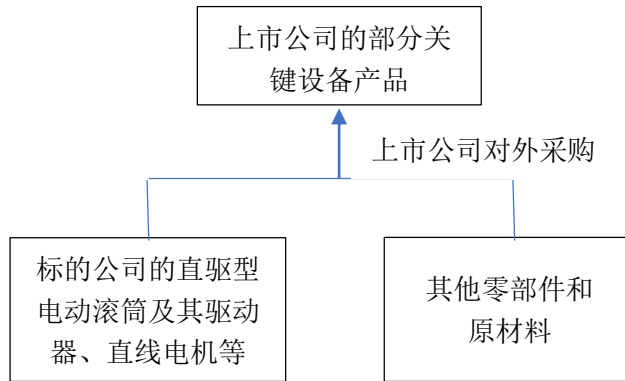 上市公司的部分关
键设备产品
上市公司对外采购
标的公司的直驱型
电动滚筒及其驱动
器、直线电机等
其他零部件和
原材料